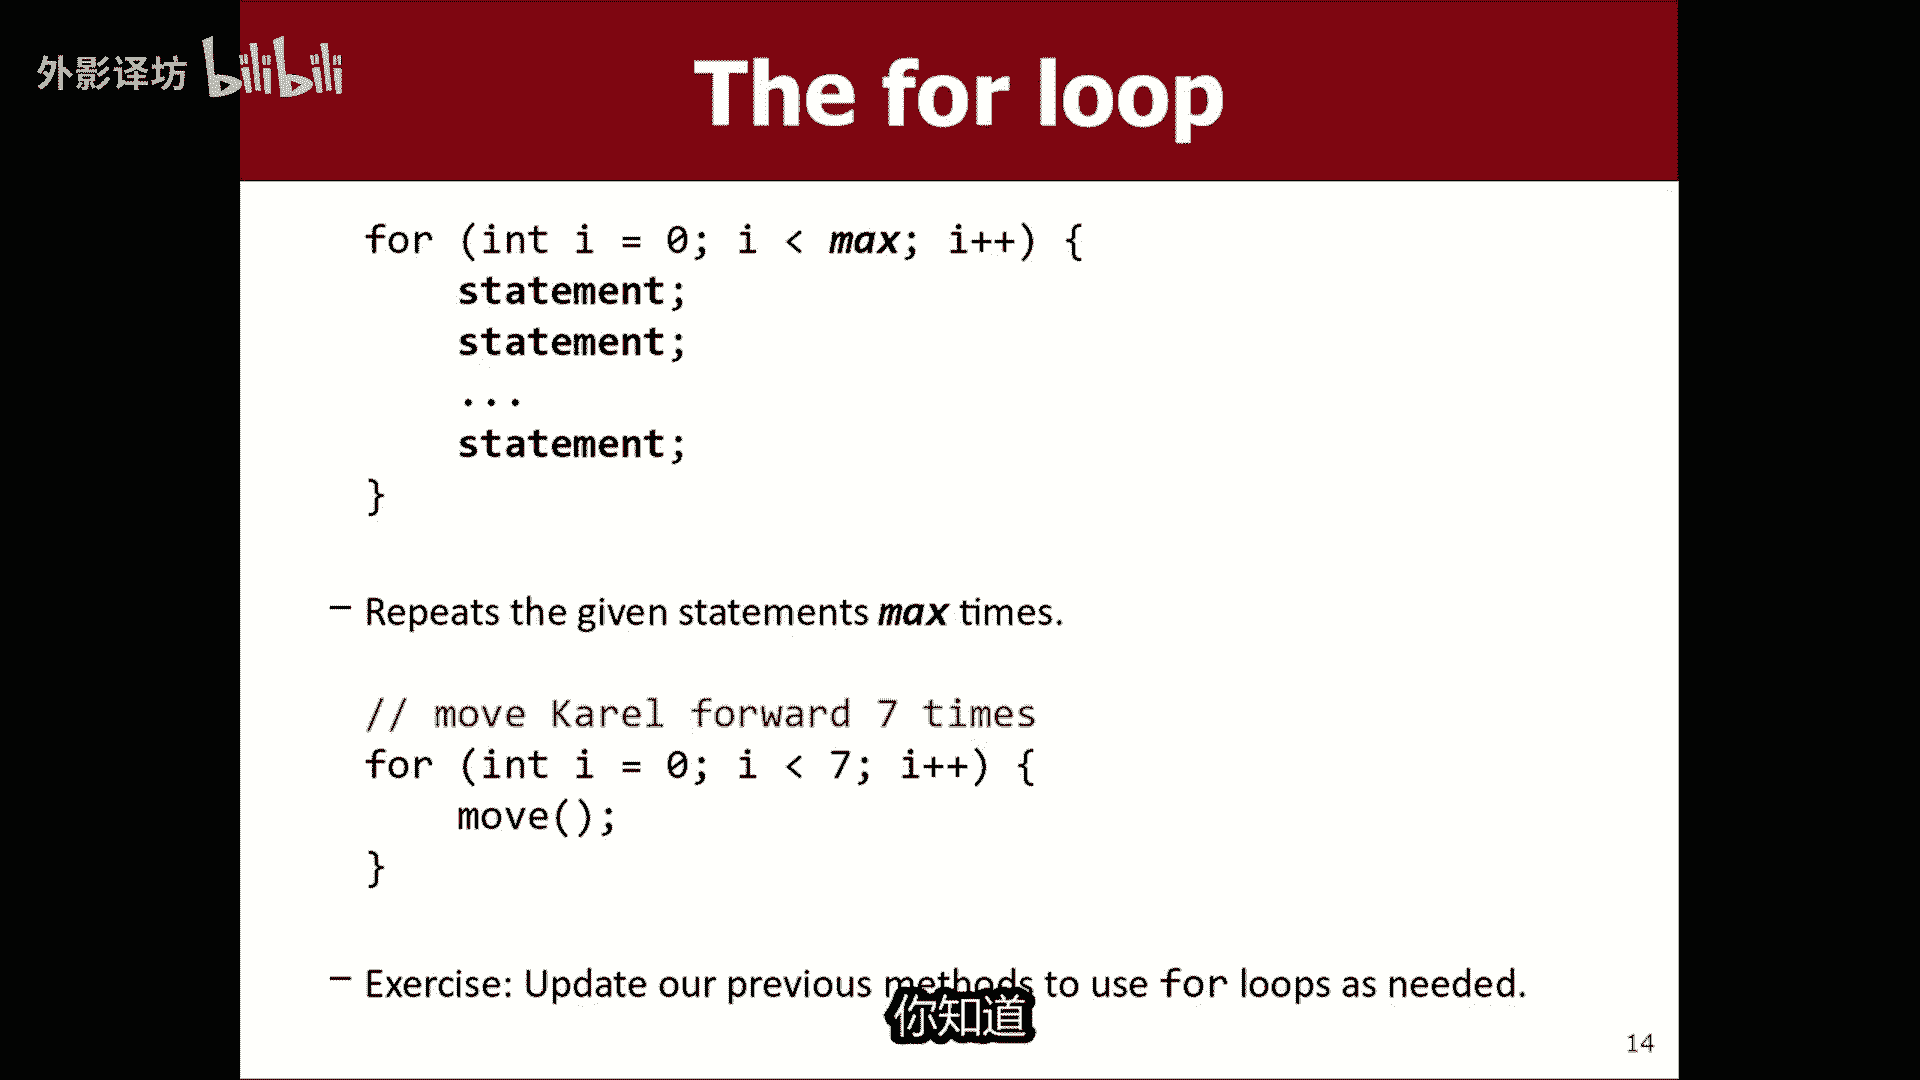 外影译坊 bilibili
The for loop
for (int i = 0; i < max; i++) {
    statement;
    statement;
    ...
    statement;
}
– Repeats the given statements max times.
// move Karel forward 7 times
for (int i = 0; i < 7; i++) {
    move();
}
– Exercise: Update our previous methods to use for loops as needed.
你知道
14